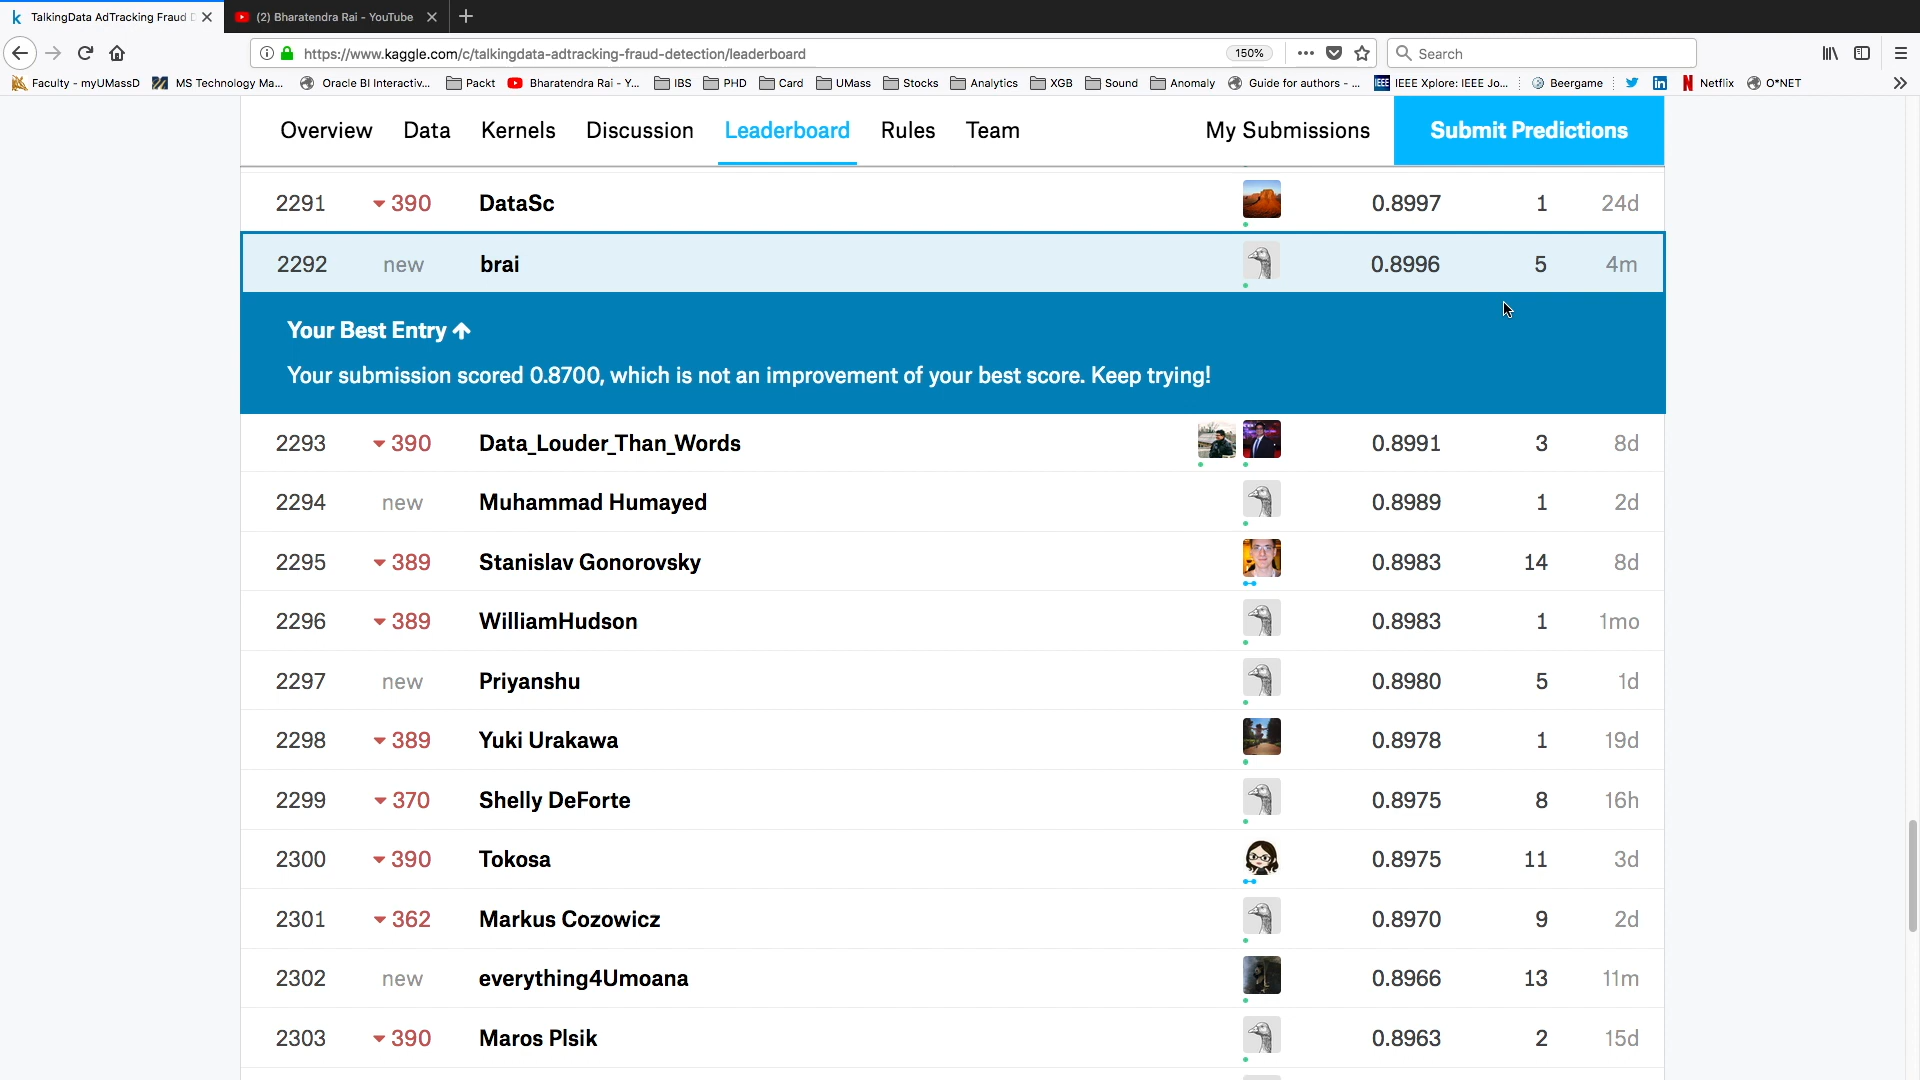 TalkingData AdTracking Fraud D
(2) Bharatendra Rai - YouTube
https://www.kaggle.com/c/talkingdata-adtracking-fraud-detection/leaderboard
150%
Search
Faculty - myUMassD
MS Technology Ma...
Oracle BI Interactiv...
Packt
Bharatendra Rai - Y...
IBS
PHD
Card
UMass
Stocks
Analytics
XGB
Sound
Anomaly
Guide for authors - ...
IEEE Xplore: IEEE Jo...
Beergame
Netflix
O*NET
Overview Data Kernels Discussion Leaderboard Rules Team My Submissions Submit Predictions
2291 390 DataSc 0.8997 1 24d
2292 new brai 0.8996 5 4m
Your Best Entry
Your submission scored 0.8700, which is not an improvement of your best score. Keep trying!
2293 390 Data_Louder_Than_Words 0.8991 3 8d
2294 new Muhammad Humayed 0.8989 1 2d
2295 389 Stanislav Gonorovsky 0.8983 14 8d
2296 389 WilliamHudson 0.8983 1 1mo
2297 new Priyanshu 0.8980 5 1d
2298 389 Yuki Urakawa 0.8978 1 19d
2299 370 Shelly DeForte 0.8975 8 16h
2300 390 Tokosa 0.8975 11 3d
2301 362 Markus Cozowicz 0.8970 9 2d
2302 new everything4Umoana 0.8966 13 11m
2303 390 Maros Plsik 0.8963 2 15d